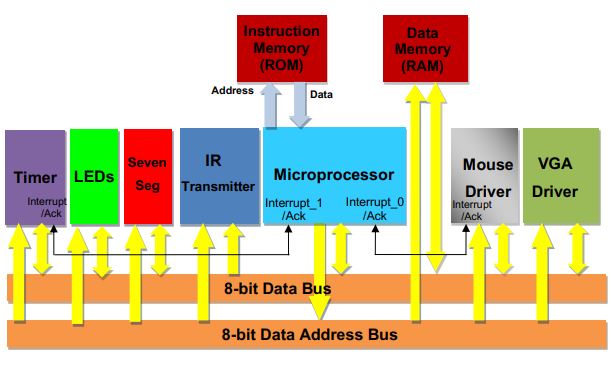 Instruction
Memory
(ROM)
Data
Memory
(RAM)
Address
Data
Timer
Interrupt
/Ack
LEDs
Seven
Seg
IR
Transmitter
Microprocessor
Interrupt_1
/Ack
Interrupt_0
/Ack
Mouse
Driver
Interrupt
/Ack
VGA
Driver
8-bit Data Bus
8-bit Data Address Bus